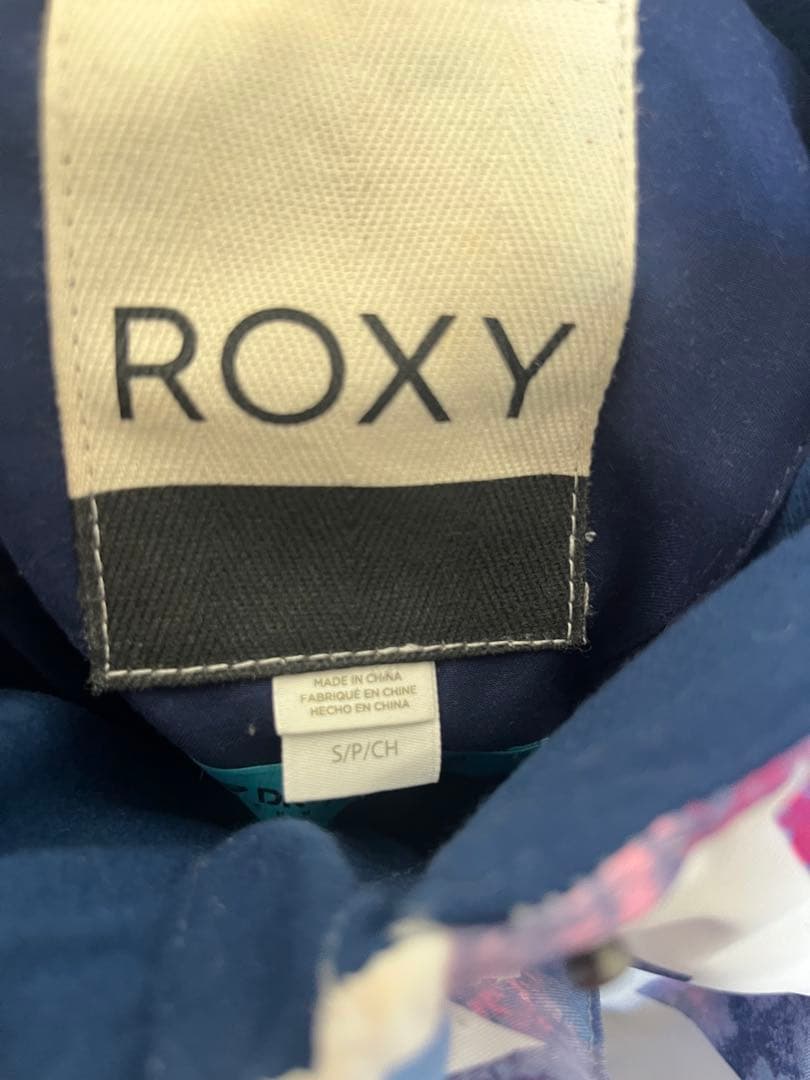 ROXY
MADE IN CHINA
FABRIQUÉ EN CHINE
HECHO EN CHINA
S/P/CH